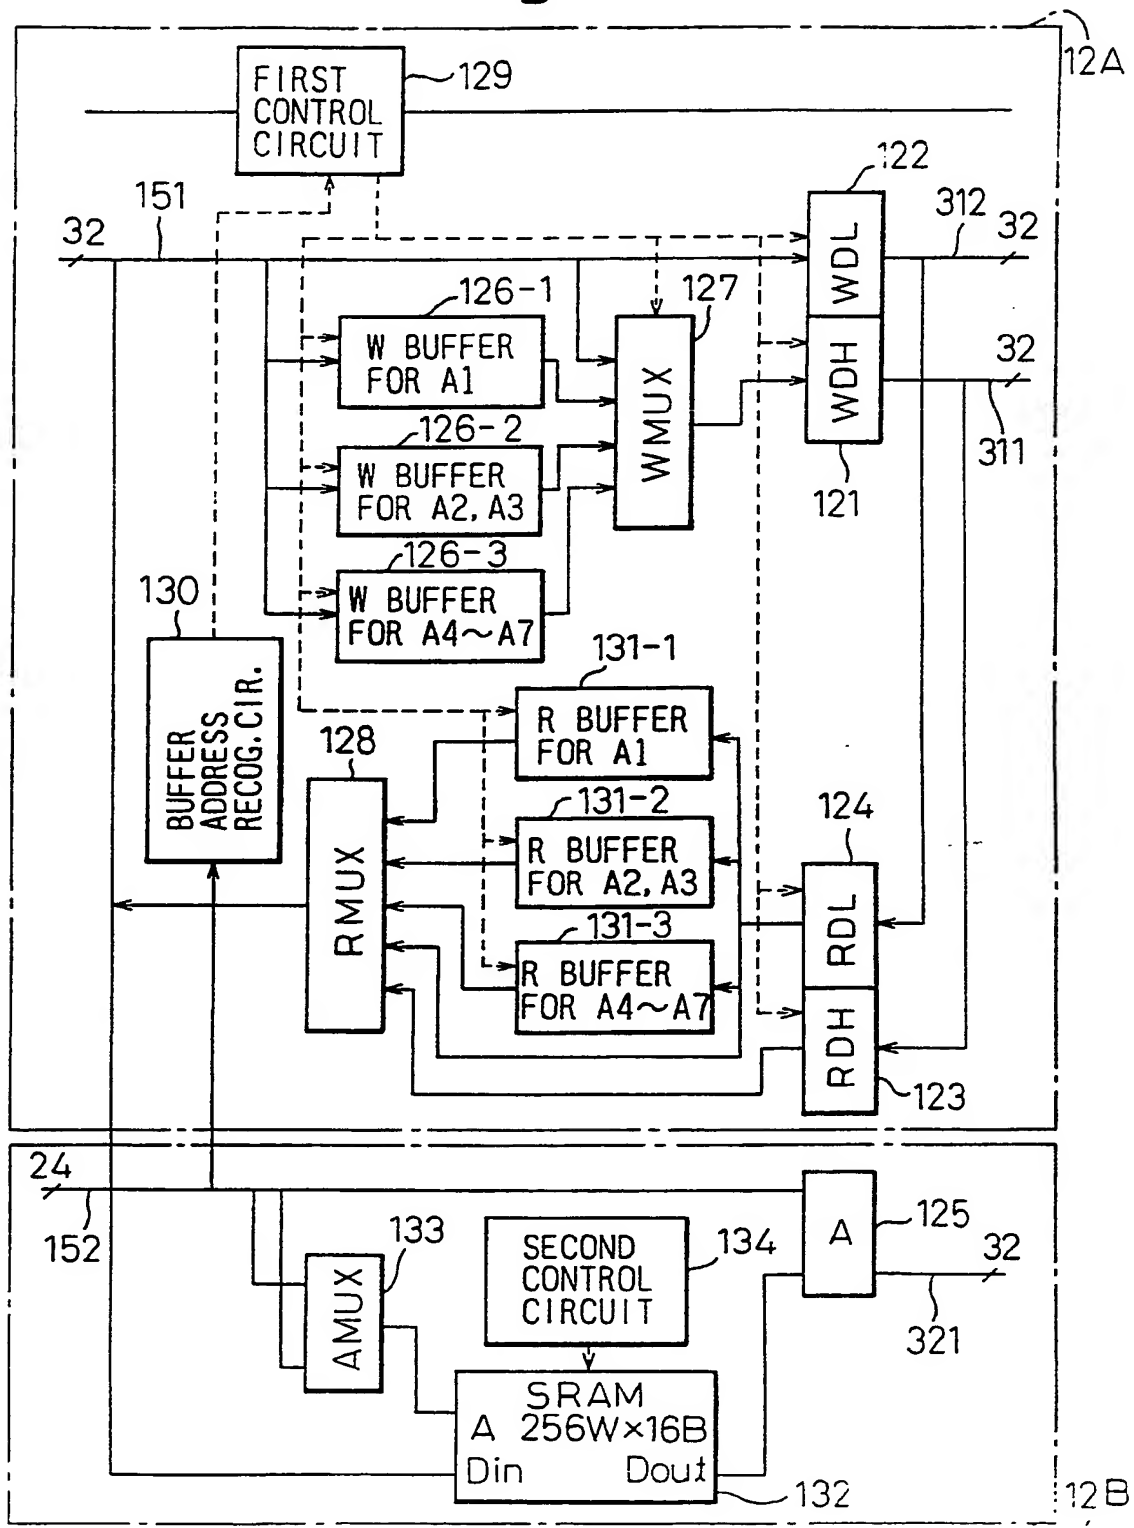 12A
FIRST
CONTROL
CIRCUIT
129
122
151
32
312
32
WDL
126-1
127
W BUFFER
FOR A1
WMUX
WDH
32
311
121
126-2
W BUFFER
FOR A2, A3
126-3
W BUFFER
FOR A4~A7
130
BUFFER
ADDRESS
RECOG. CIR.
131-1
R BUFFER
FOR A1
128
RMUX
131-2
R BUFFER
FOR A2, A3
124
RDL
131-3
R BUFFER
FOR A4~A7
RDH
123
24
152
A
125
32
321
133
AMUX
SECOND
CONTROL
CIRCUIT
134
SRAM
A 256W×16B
Din Dout
132
12B